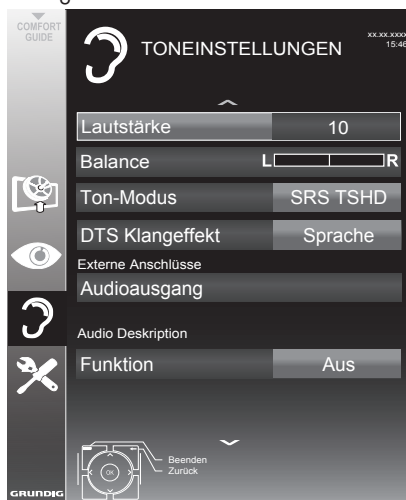 COMFORT
GUIDE
TONEINSTELLUNGEN
xx.xx.xxxx
15:46
Lautstärke 10
Balance L R
Ton-Modus SRS TSHD
DTS Klangeffekt Sprache
Externe Anschlüsse
Audioausgang
Audio Deskription
Funktion Aus
Beenden
Zurück
OK
GRUNDIG